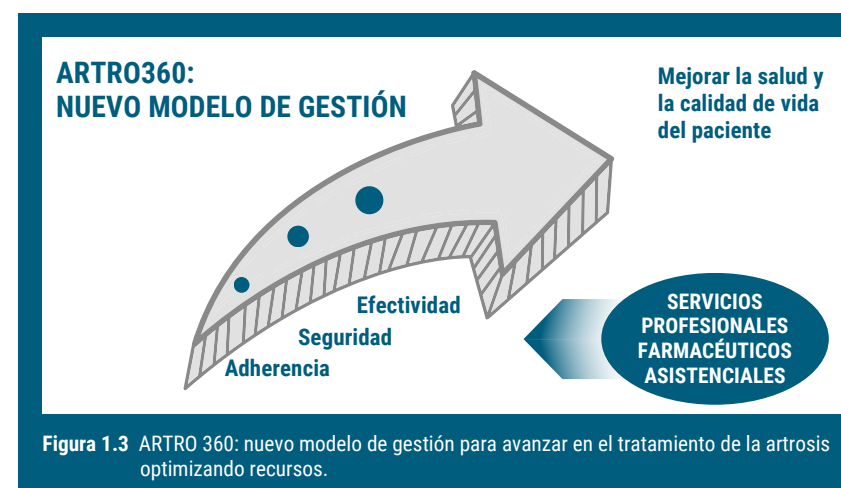 ARTRO360:
NUEVO MODELO DE GESTIÓN
Mejorar la salud y
la calidad de vida
del paciente
Efectividad
Seguridad
Adherencia
SERVICIOS
PROFESIONALES
FARMACÉUTICOS
ASISTENCIALES
Figura 1.3 ARTRO 360: nuevo modelo de gestión para avanzar en el tratamiento de la artrosis
optimizando recursos.